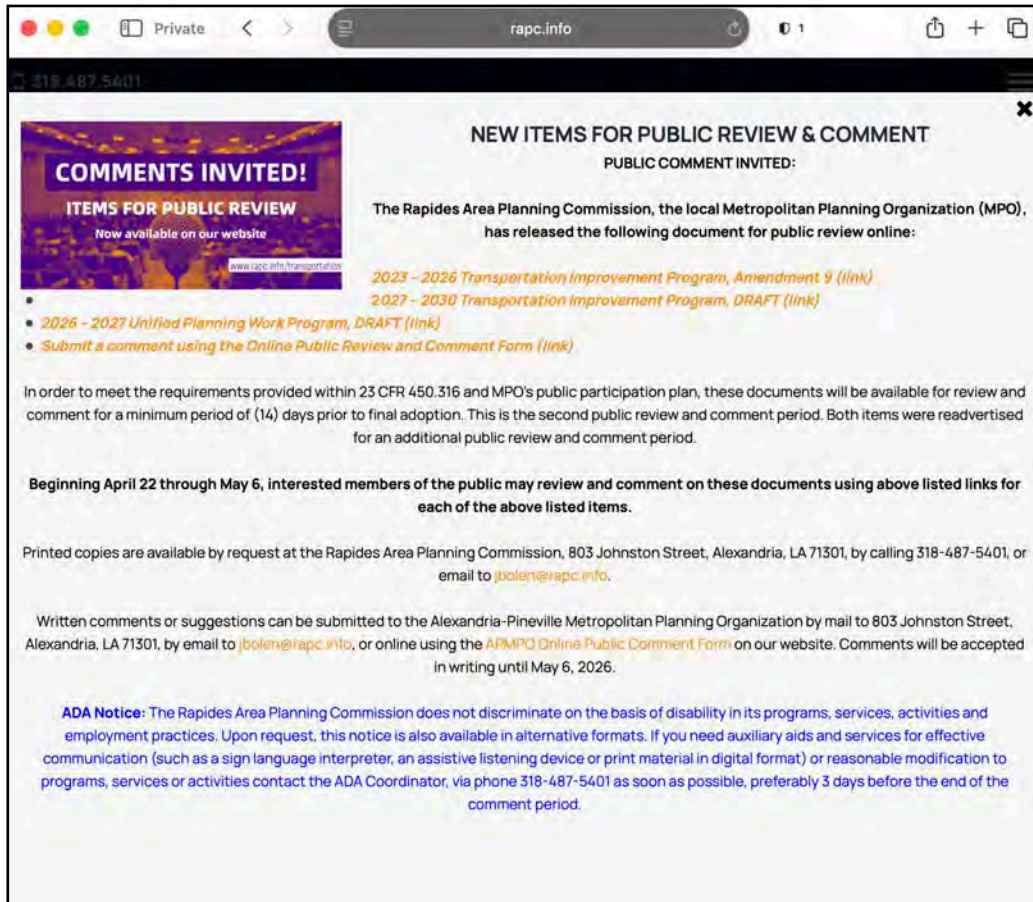 Private
rapc.info
1
318.487.5401
COMMENTS INVITED!
ITEMS FOR PUBLIC REVIEW
Now available on our website
www.rapc.info/transportation
NEW ITEMS FOR PUBLIC REVIEW & COMMENT
PUBLIC COMMENT INVITED:
The Rapides Area Planning Commission, the local Metropolitan Planning Organization (MPO),
has released the following document for public review online:
2023 - 2026 Transportation Improvement Program, Amendment 9 (link)
2027 - 2030 Transportation Improvement Program, DRAFT (link)
2026 - 2027 Unified Planning Work Program, DRAFT (link)
Submit a comment using the Online Public Review and Comment Form (link)
In order to meet the requirements provided within 23 CFR 450.316 and MPO's public participation plan, these documents will be available for review and
comment for a minimum period of (14) days prior to final adoption. This is the second public review and comment period. Both items were readvertised
for an additional public review and comment period.
Beginning April 22 through May 6, interested members of the public may review and comment on these documents using above listed links for
each of the above listed items.
Printed copies are available by request at the Rapides Area Planning Commission, 803 Johnston Street, Alexandria, LA 71301, by calling 318-487-5401, or
email to jbolen@rapc.info.
Written comments or suggestions can be submitted to the Alexandria-Pineville Metropolitan Planning Organization by mail to 803 Johnston Street,
Alexandria, LA 71301, by email to jbolen@rapc.info, or online using the APMPO Online Public Comment Form on our website. Comments will be accepted
in writing until May 6, 2026.
ADA Notice: The Rapides Area Planning Commission does not discriminate on the basis of disability in its programs, services, activities and
employment practices. Upon request, this notice is also available in alternative formats. If you need auxiliary aids and services for effective
communication (such as a sign language interpreter, an assistive listening device or print material in digital format) or reasonable modification to
programs, services or activities contact the ADA Coordinator, via phone 318-487-5401 as soon as possible, preferably 3 days before the end of the
comment period.